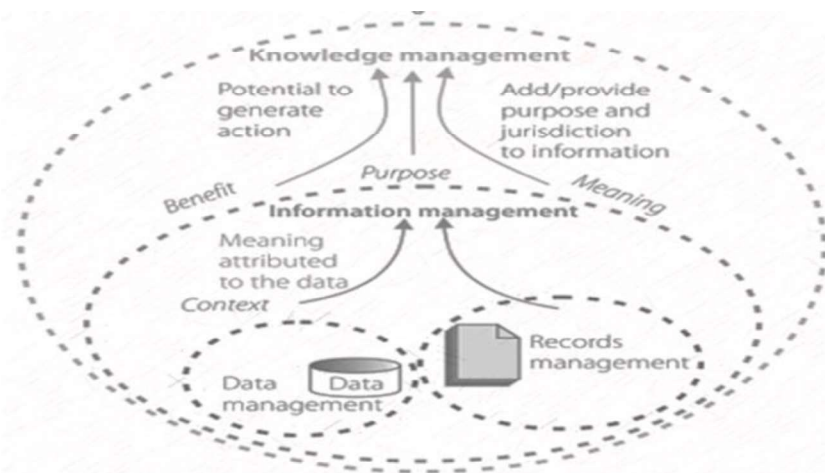 Knowledge management
Potential to
generate
action
Add/provide
purpose and
jurisdiction
to information
Benefit
Purpose
Meaning
Information management
Meaning
attributed
to the data
Context
Data
management
Data
Records
management